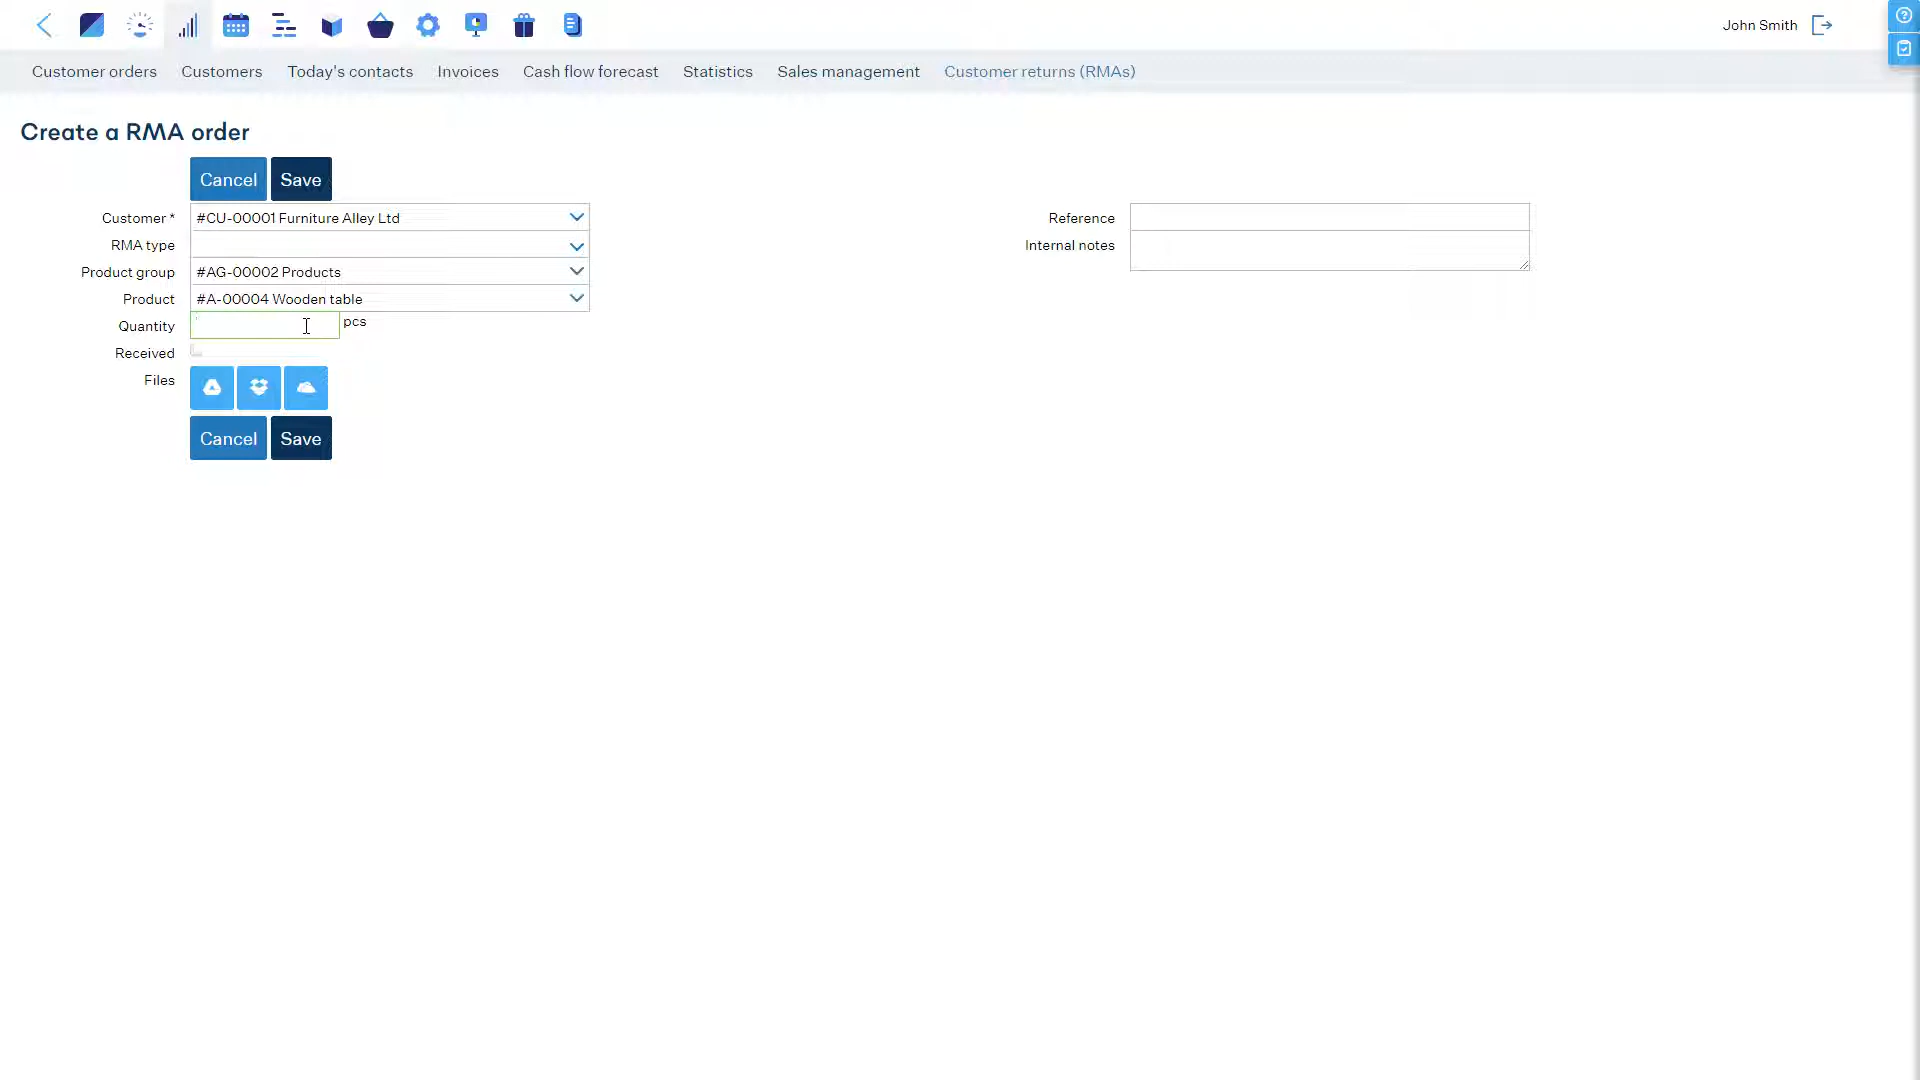 John Smith
Customer orders Customers Today's contacts Invoices Cash flow forecast Statistics Sales management Customer returns (RMAs)
Create a RMA order
Cancel Save
Customer * #CU-00001 Furniture Alley Ltd
RMA type
Product group #AG-00002 Products
Product #A-00004 Wooden table
Quantity pcs
Received
Files
Cancel Save
Reference
Internal notes